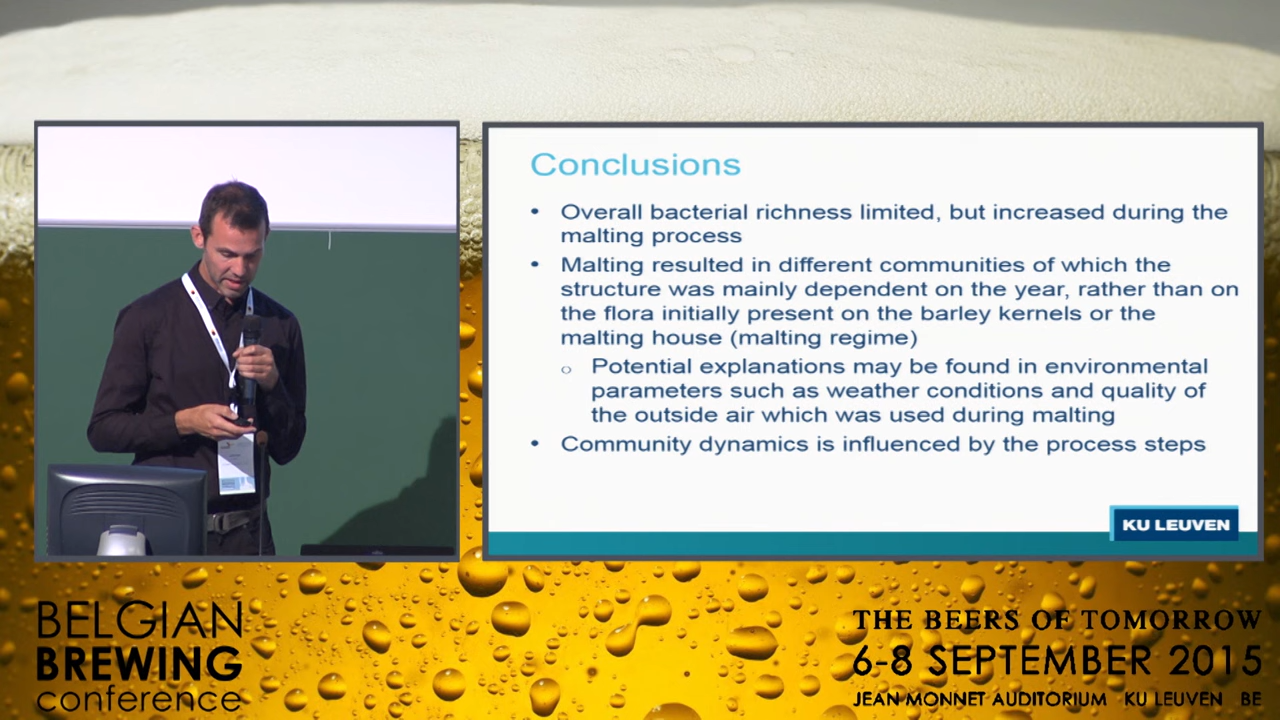 Conclusions
• Overall bacterial richness limited, but increased during the
malting process
• Malting resulted in different communities of which the
structure was mainly dependent on the year, rather than on
the flora initially present on the barley kernels or the
malting house (malting regime)
o Potential explanations may be found in environmental
parameters such as weather conditions and quality of
the outside air which was used during malting
• Community dynamics is influenced by the process steps
KU LEUVEN
BELGIAN
BREWING
conference
THE BEERS OF TOMORROW
6-8 SEPTEMBER 2015
JEAN MONNET AUDITORIUM KU LEUVEN BE